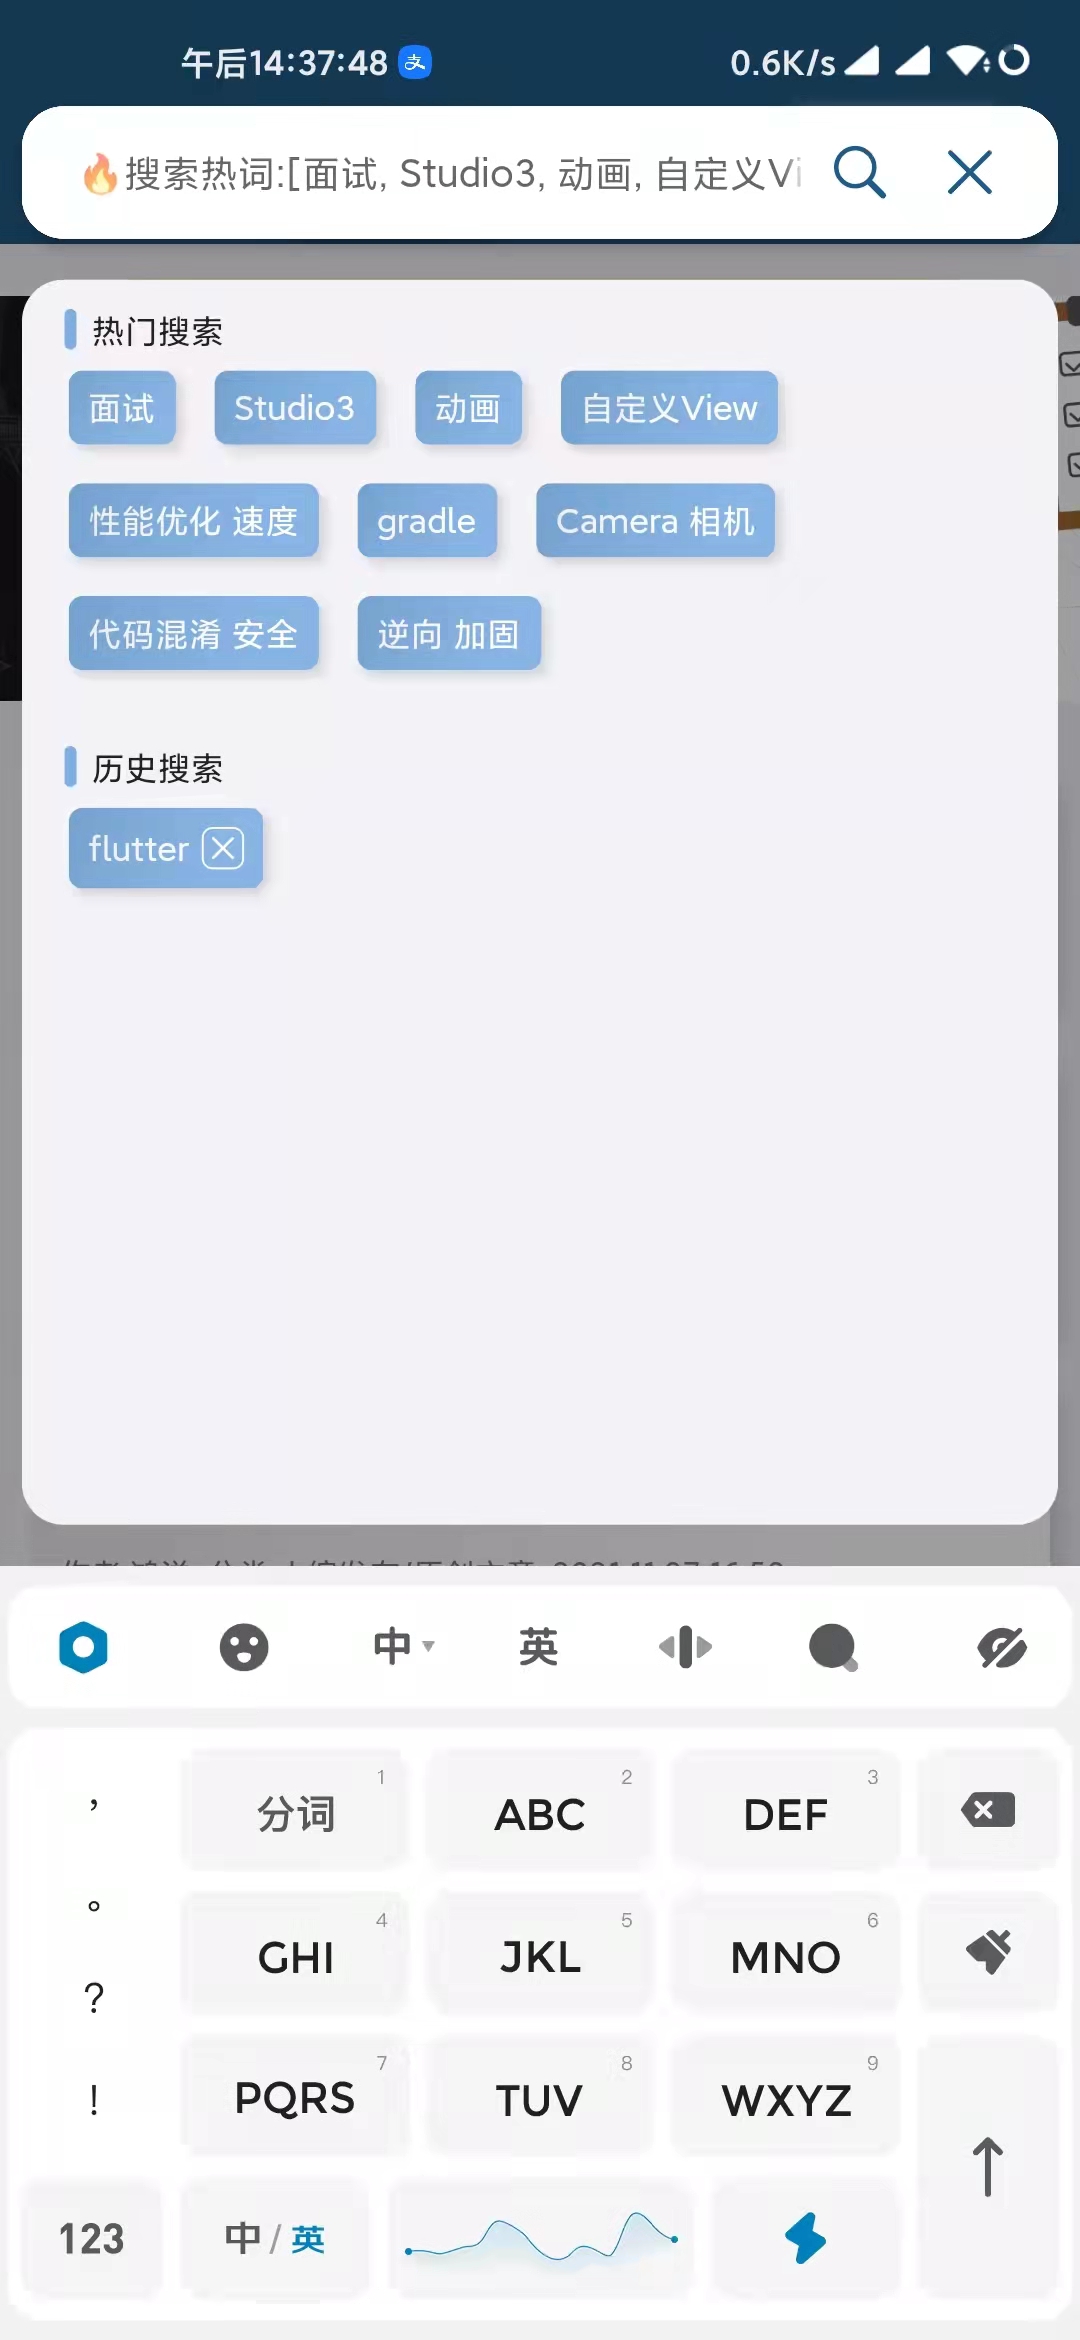 午后14:37:48 支 0.6K/s
🔥搜索热词:[面试, Studio3, 动画, 自定义Vi
热门搜索
面试 Studio3 动画 自定义View
性能优化 速度 gradle Camera 相机
代码混淆 安全 逆向 加固
历史搜索
flutter
中 英
， 分词 1 ABC 2 DEF 3
。 GHI 4 JKL 5 MNO 6
？ PQRS 7 TUV 8 WXYZ 9
！
123 中/英